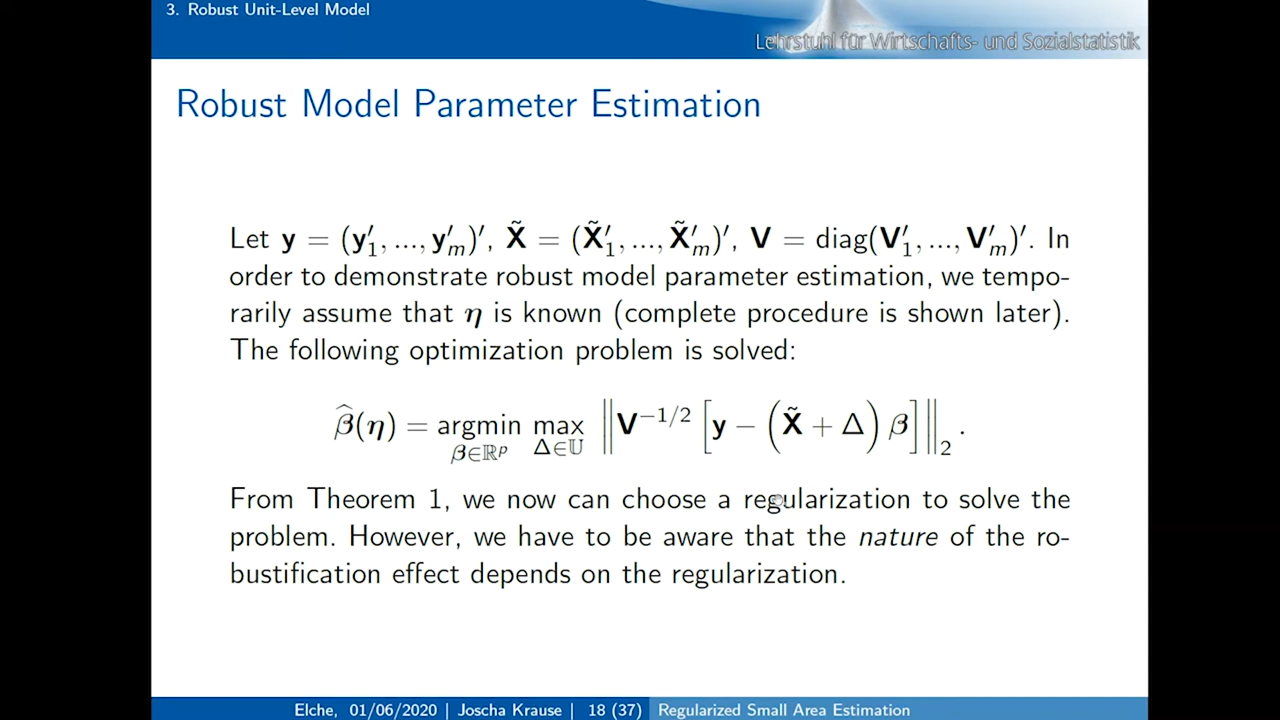 3. Robust Unit-Level Model
Lehrstuhl für Wirtschafts- und Sozialstatistik
Robust Model Parameter Estimation
Let y = (y′₁, ..., y′ₘ)′, X̃ = (X̃′₁, ..., X̃′ₘ)′, V = diag(V′₁, ..., V′ₘ)′. In
order to demonstrate robust model parameter estimation, we tempo-
rarily assume that η is known (complete procedure is shown later).
The following optimization problem is solved:
β̂(η) = argmin_{β∈ℝᵖ} max_{Δ∈𝕌} ‖V^{−1/2} [y − (X̃ + Δ) β]‖₂ .
From Theorem 1, we now can choose a regularization to solve the
problem. However, we have to be aware that the nature of the ro-
bustification effect depends on the regularization.
Elche, 01/06/2020 | Joscha Krause | 18 (37) Regularized Small Area Estimation